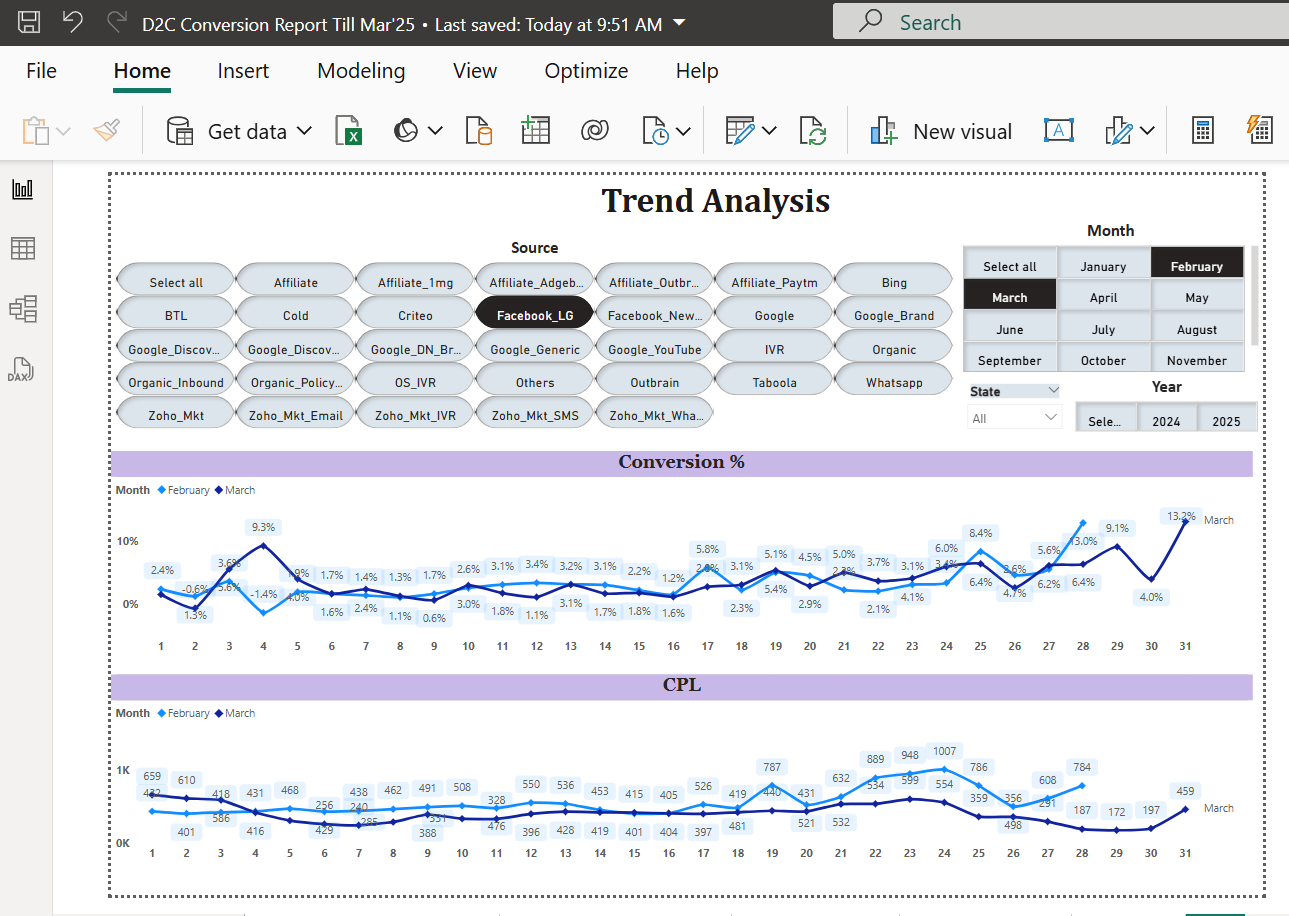 D2C Conversion Report Till Mar'25 • Last saved: Today at 9:51 AM Search
File Home Insert Modeling View Optimize Help
Get data New visual
Trend Analysis
Month
Source
Select all Affiliate Affiliate_1mg Affiliate_Adgeb... Affiliate_Outbr... Affiliate_Paytm Bing
BTL Cold Criteo Facebook_LG Facebook_New... Google Google_Brand
Google_Discov... Google_Discov... Google_DN_Br... Google_Generic Google_YouTube IVR Organic
Organic_Inbound Organic_Policy... OS_IVR Others Outbrain Taboola Whatsapp
Zoho_Mkt Zoho_Mkt_Email Zoho_Mkt_IVR Zoho_Mkt_SMS Zoho_Mkt_Wha...
Select all January February
March April May
June July August
September October November
State Year
All Sele... 2024 2025
DAX
Conversion %
Month February March
10%
0%
2.4% -0.6% 3.6% 9.3% 1.7% 1.4% 1.3% 1.7% 2.6% 3.1% 3.4% 3.2% 3.1% 2.2% 1.2% 5.8% 3.1% 5.1% 4.5% 5.0% 3.7% 3.1% 6.0% 8.4% 5.6% 13.0% 9.1% 13.2% March
1.3% 5.6% -1.4% 4.0% 1.6% 2.4% 1.1% 0.6% 3.0% 1.8% 1.1% 3.1% 1.7% 1.8% 1.6% 2.3% 5.4% 2.9% 2.1% 4.1% 6.4% 4.7% 6.2% 6.4% 4.0%
1 2 3 4 5 6 7 8 9 10 11 12 13 14 15 16 17 18 19 20 21 22 23 24 25 26 27 28 29 30 31
CPL
Month February March
1K
0K
659 610 418 431 468 256 438 462 491 508 328 550 536 453 415 405 526 419 787 431 632 889 948 1007 786 356 608 784 172 197 459 March
401 586 416 429 240 285 388 476 396 428 419 401 404 397 481 440 521 532 534 599 554 359 498 291 187
1 2 3 4 5 6 7 8 9 10 11 12 13 14 15 16 17 18 19 20 21 22 23 24 25 26 27 28 29 30 31